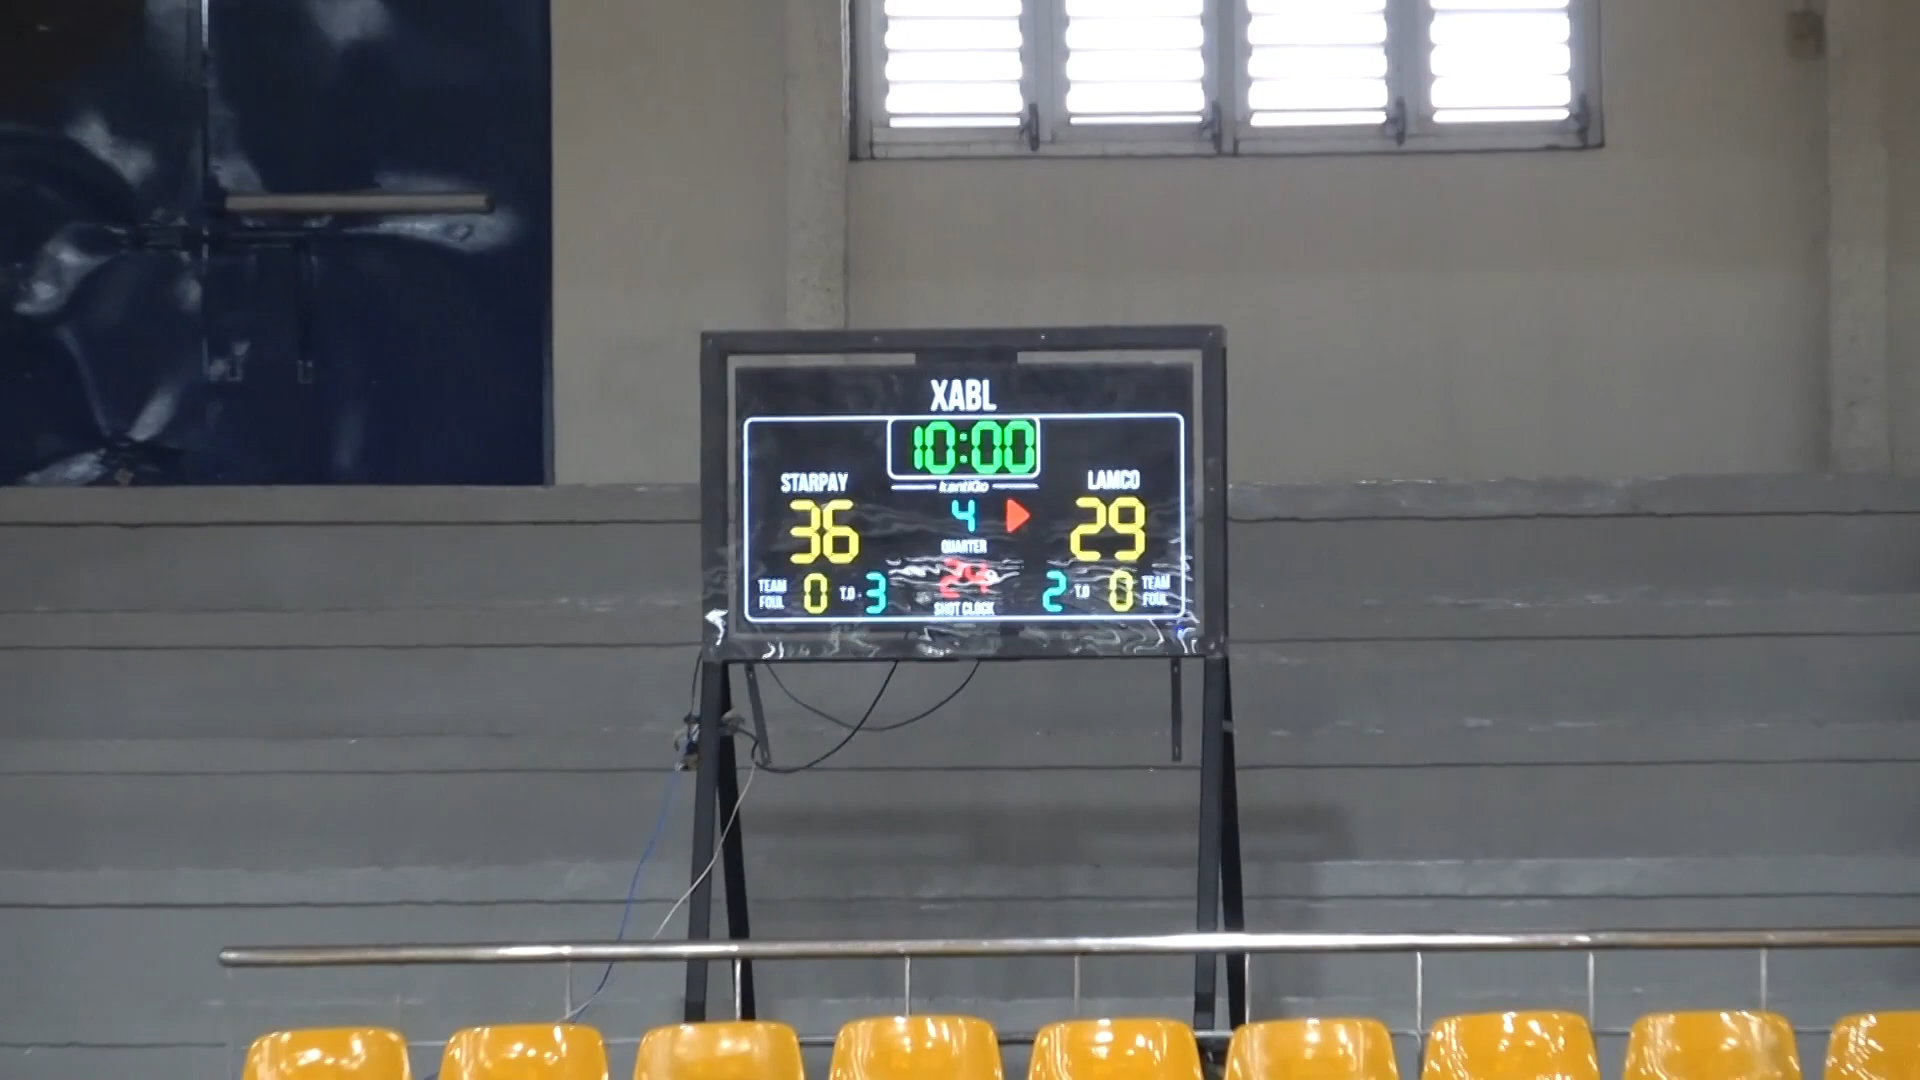 XABL
10:00
STARPAY
LAMCO
kantKo
36
4
29
QUARTER
TEAM FOUL
0
T.O
3
24
2
T.O
0
TEAM FOUL
SHOT CLOCK